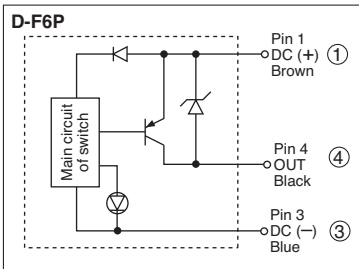 D-F6P
Pin 1
DC (+)
Brown
①
Main circuit
of switch
Pin 4
OUT
Black
④
Pin 3
DC (−)
Blue
③